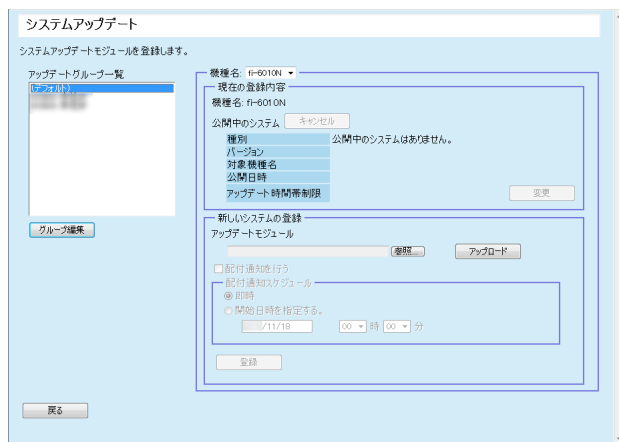 システムアップデート
システムアップデートモジュールを登録します。
アップデートグループ一覧
(デフォルト)
グループ編集
機種名: fi-6010N
現在の登録内容
機種名: fi-6010N
公開中のシステム キャンセル
種別 公開中のシステムはありません。
バージョン
対象機種名
公開日時
アップデート時間帯制限 変更
新しいシステムの登録
アップデートモジュール
参照... アップロード
配付通知を行う
配付通知スケジュール
即時
開始日時を指定する。
/11/18 00 時 00 分
登録
戻る